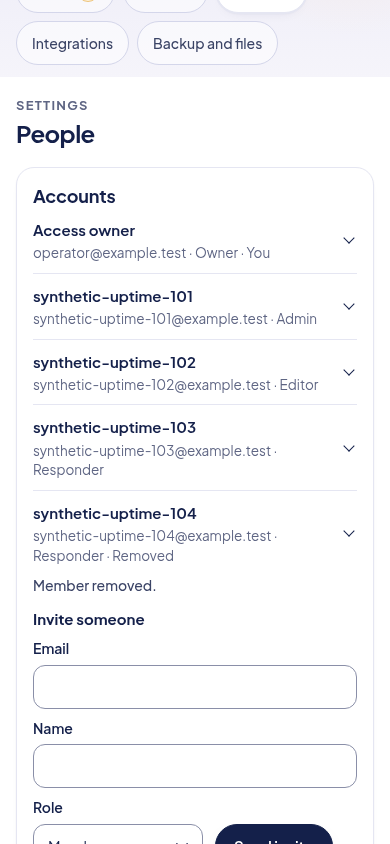 Integrations
Backup and files
SETTINGS
People
Accounts
Access owner
operator@example.test · Owner · You
synthetic-uptime-101
synthetic-uptime-101@example.test · Admin
synthetic-uptime-102
synthetic-uptime-102@example.test · Editor
synthetic-uptime-103
synthetic-uptime-103@example.test ·
Responder
synthetic-uptime-104
synthetic-uptime-104@example.test ·
Responder · Removed
Member removed.
Invite someone
Email
Name
Role